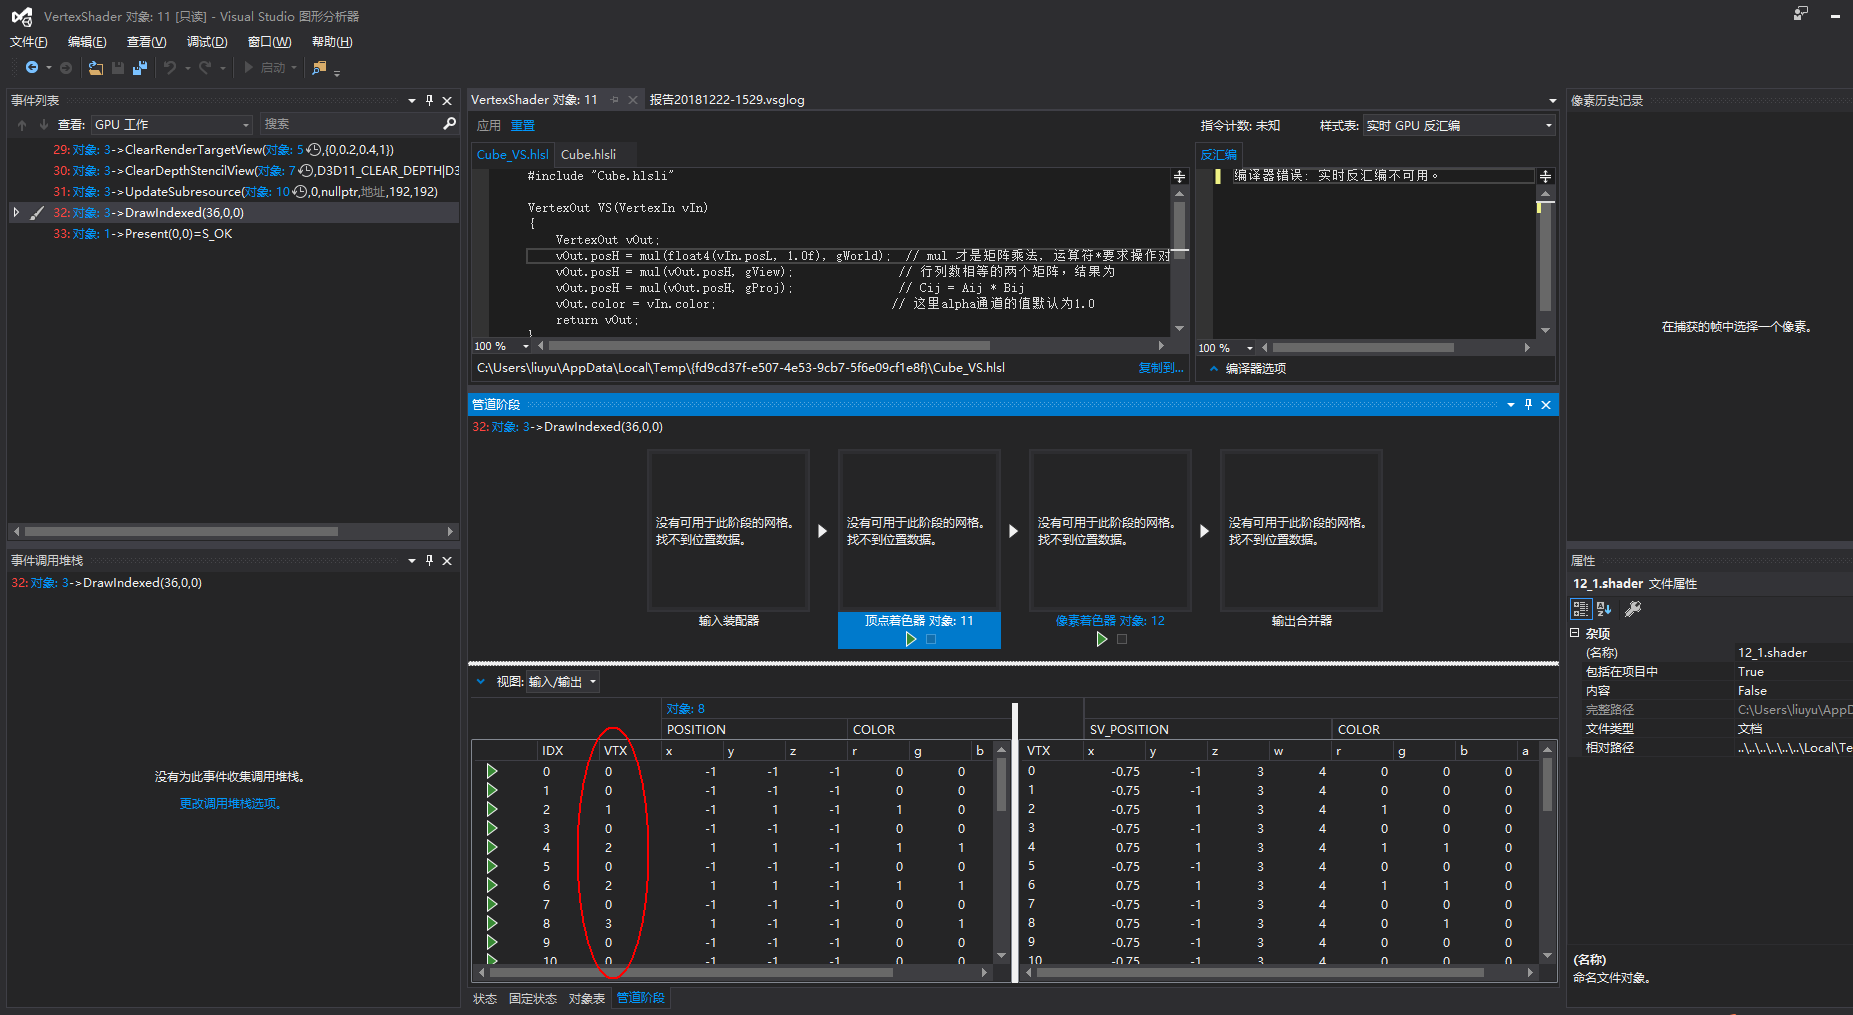 VertexShader 对象: 11 [只读] - Visual Studio 图形分析器
文件(F) 编辑(E) 查看(V) 调试(D) 窗口(W) 帮助(H)
启动
事件列表
查看: GPU 工作 搜索
29: 对象: 3->ClearRenderTargetView(对象: 5 ,{0,0.2,0.4,1})
30: 对象: 3->ClearDepthStencilView(对象: 7 ,D3D11_CLEAR_DEPTH|D3
31: 对象: 3->UpdateSubresource(对象: 10 ,0,nullptr,地址,192,192)
32: 对象: 3->DrawIndexed(36,0,0)
33: 对象: 1->Present(0,0)=S_OK
事件调用堆栈
32: 对象: 3->DrawIndexed(36,0,0)
没有为此事件收集调用堆栈。
更改调用堆栈选项。
VertexShader 对象: 11 报告20181222-1529.vsglog
应用 重置
指令计数: 未知 样式表: 实时 GPU 反汇编
Cube_VS.hlsl Cube.hlsli
#include "Cube.hlsli"
VertexOut VS(VertexIn vIn)
{
VertexOut vOut;
vOut.posH = mul(float4(vIn.posL, 1.0f), gWorld); // mul 才是矩阵乘法, 运算符*要求操作对
vOut.posH = mul(vOut.posH, gView); // 行列数相等的两个矩阵，结果为
vOut.posH = mul(vOut.posH, gProj); // Cij = Aij * Bij
vOut.color = vIn.color; // 这里alpha通道的值默认为1.0
return vOut;
}
100 %
C:\Users\liuyu\AppData\Local\Temp\{fd9cd37f-e507-4e53-9cb7-5f6e09cf1e8f}\Cube_VS.hlsl 复制到...
反汇编
编译器错误: 实时反汇编不可用。
100 %
编译器选项
管道阶段
32: 对象: 3->DrawIndexed(36,0,0)
没有可用于此阶段的网格。
找不到位置数据。
没有可用于此阶段的网格。
找不到位置数据。
没有可用于此阶段的网格。
找不到位置数据。
没有可用于此阶段的网格。
找不到位置数据。
输入装配器 顶点着色器 对象: 11 像素着色器 对象: 12 输出合并器
视图: 输入/输出
对象: 8
POSITION COLOR SV_POSITION COLOR
IDX VTX x y z r g b VTX x y z w r g b a
0 0 -1 -1 -1 0 0 0 -0.75 -1 3 4 0 0 0
1 0 -1 -1 -1 0 0 1 -0.75 -1 3 4 0 0 0
2 1 -1 1 -1 1 0 2 -0.75 1 3 4 1 0 0
3 0 -1 -1 -1 0 0 3 -0.75 -1 3 4 0 0 0
4 2 1 1 -1 1 1 4 0.75 1 3 4 1 1 0
5 0 -1 -1 -1 0 0 5 -0.75 -1 3 4 0 0 0
6 2 1 1 -1 1 1 6 0.75 1 3 4 1 1 0
7 0 -1 -1 -1 0 0 7 -0.75 -1 3 4 0 0 0
8 3 1 -1 -1 0 1 8 0.75 -1 3 4 0 1 0
9 0 -1 -1 -1 0 0 9 -0.75 -1 3 4 0 0 0
10 0 -1 -1 -1 0 0 10 -0.75 -1 3 4 0 0 0
状态 固定状态 对象表 管道阶段
像素历史记录
在捕获的帧中选择一个像素。
属性
12_1.shader 文件属性
杂项
(名称) 12_1.shader
包括在项目中 True
内容 False
完整路径 C:\Users\liuyu\AppD
文件类型 文档
相对路径 ..\..\..\..\..\..\Local\Te
(名称)
命名文件对象。